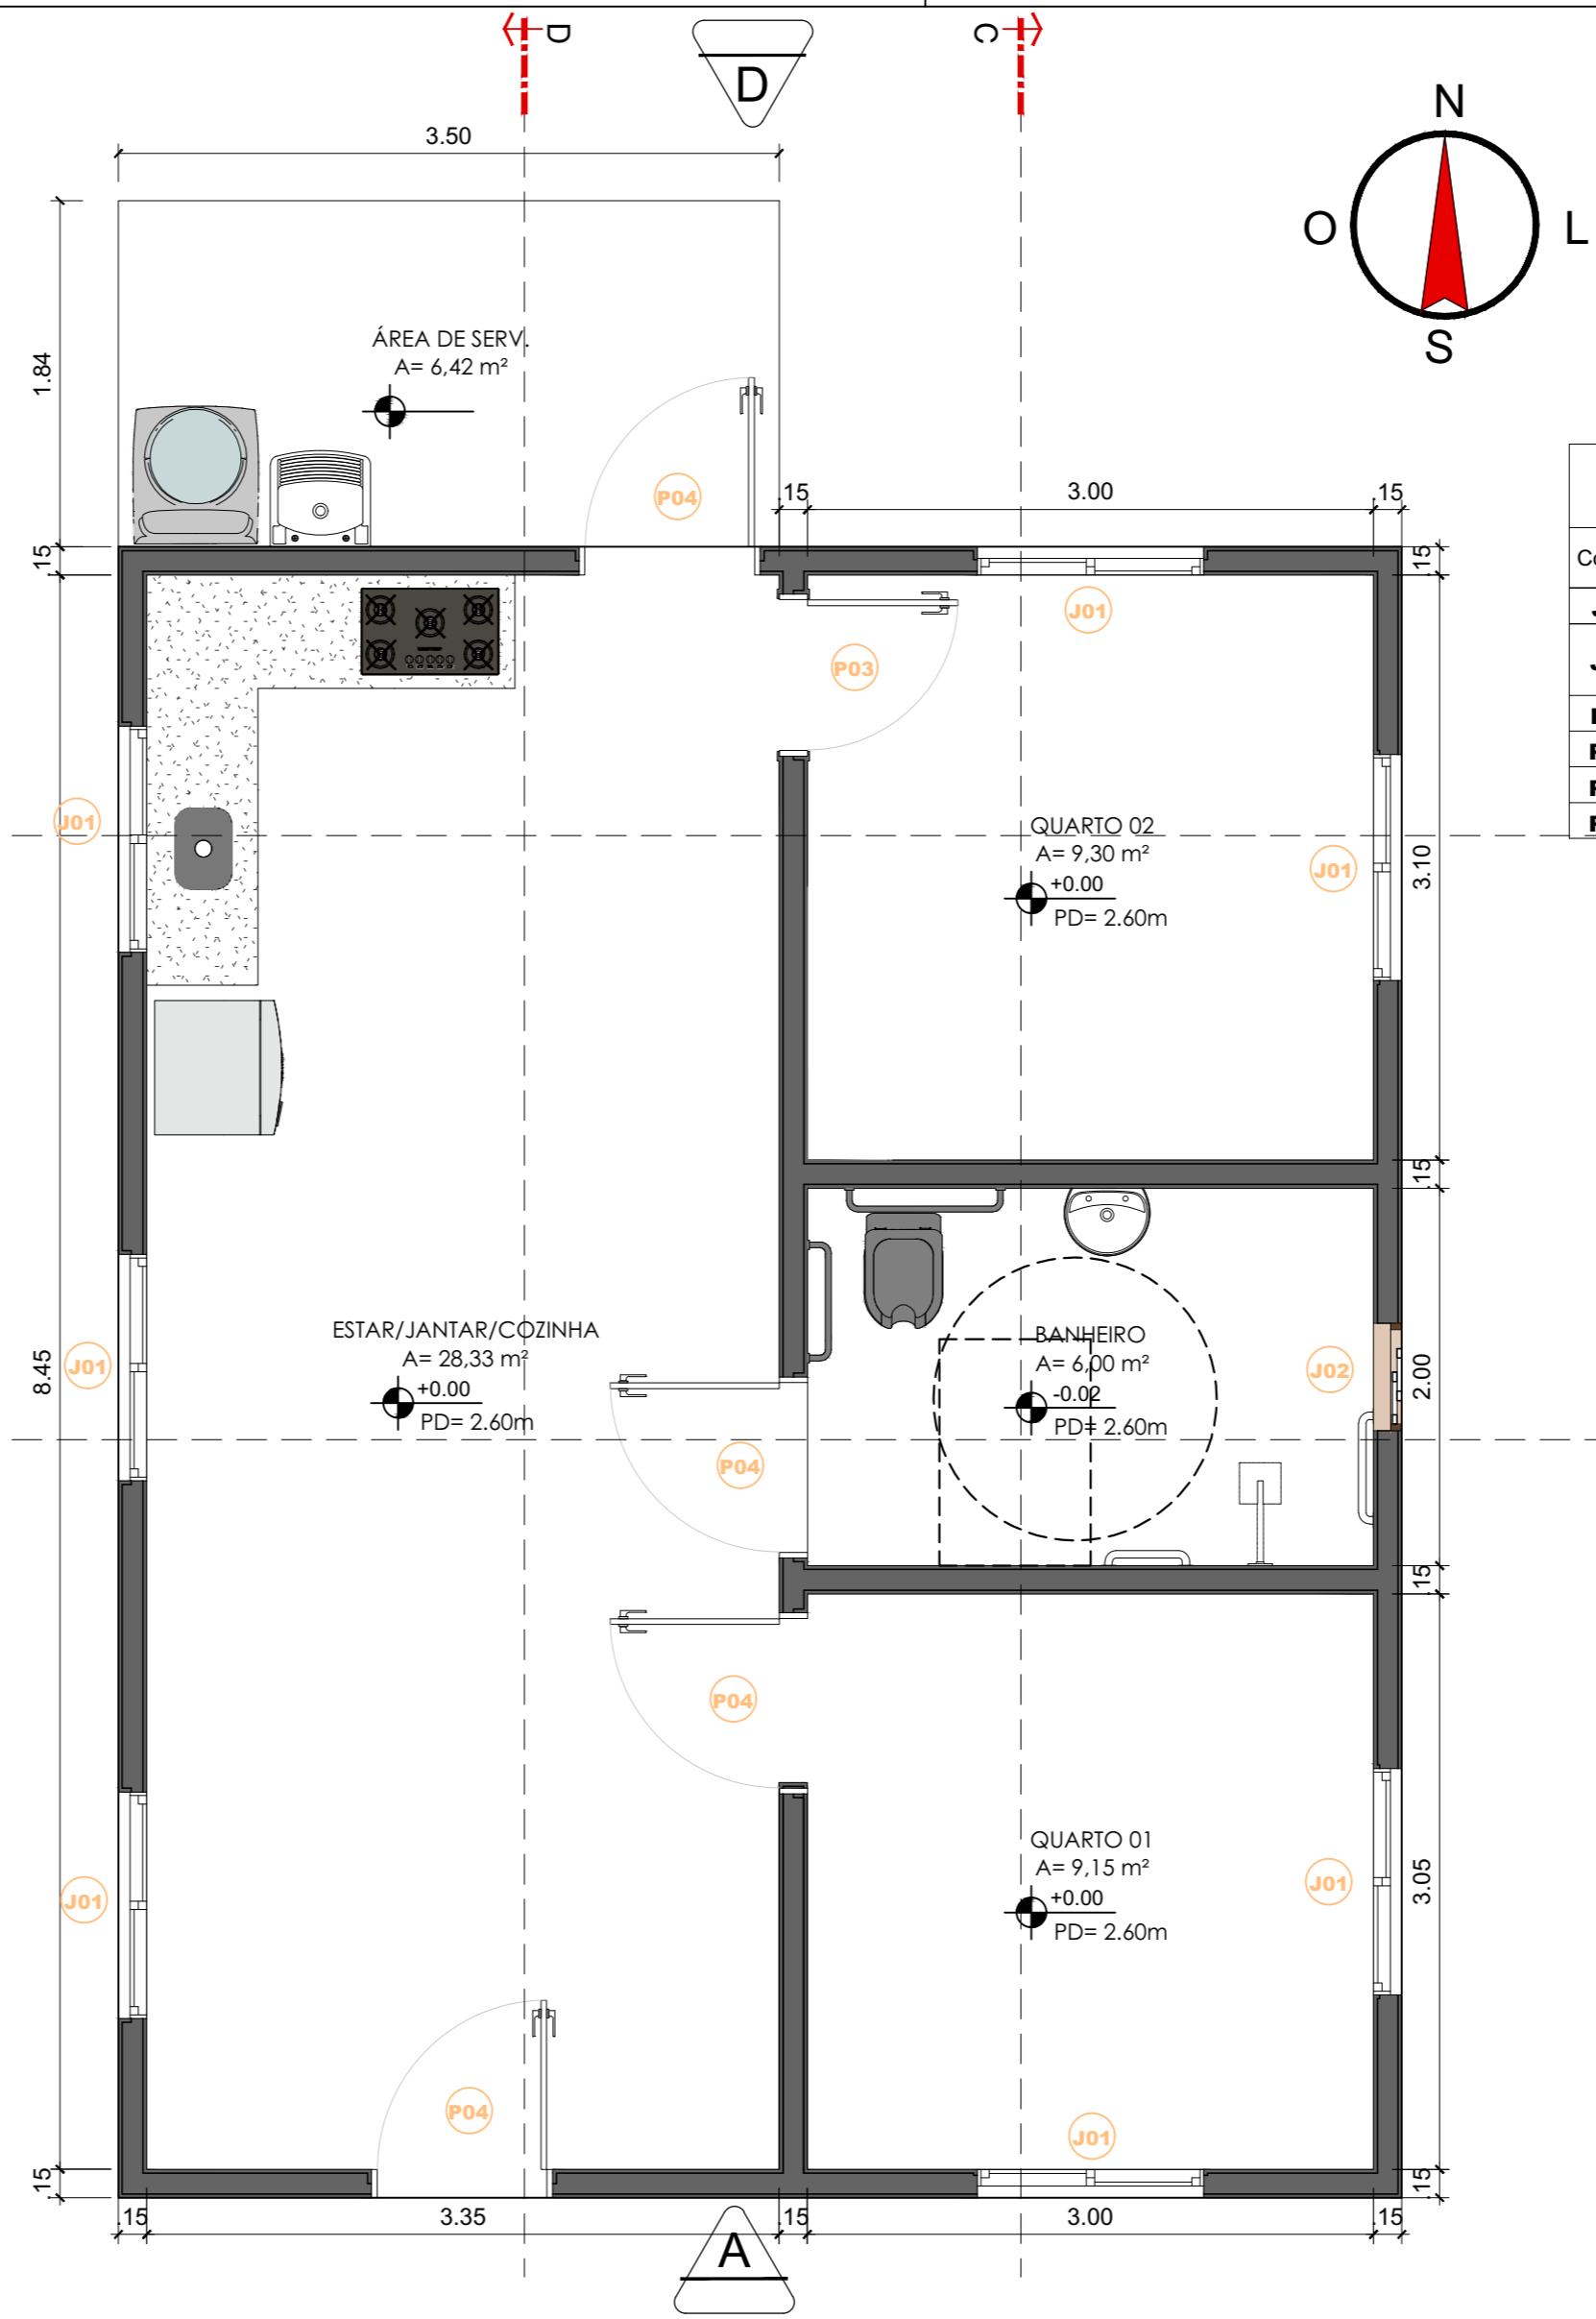 D
D
C
N
O
L
S
3.50
1.84
ÁREA DE SERV.
A= 6,42 m²
P04
.15
3.00
.15
.15
.15
J01
P03
J01
QUARTO 02
A= 9,30 m²
+0.00
PD= 2.60m
J01
3.10
.15
ESTAR/JANTAR/COZINHA
A= 28,33 m²
+0.00
PD= 2.60m
J01
8.45
BANHEIRO
A= 6,00 m²
-0.02
PD= 2.60m
J02
2.00
P04
.15
P04
QUARTO 01
A= 9,15 m²
+0.00
PD= 2.60m
J01
J01
3.05
P04
J01
.15
.15
.15
3.35
.15
3.00
.15
A